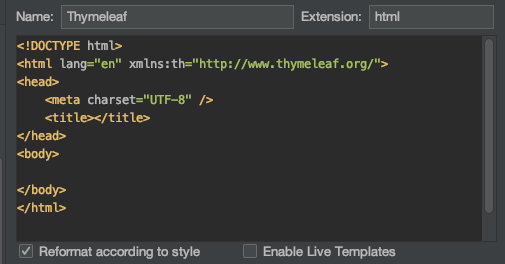 Name: Thymeleaf Extension: html
<!DOCTYPE html>
<html lang="en" xmlns:th="http://www.thymeleaf.org/">
<head>
    <meta charset="UTF-8" />
    <title></title>
</head>
<body>

</body>
</html>
Reformat according to style Enable Live Templates